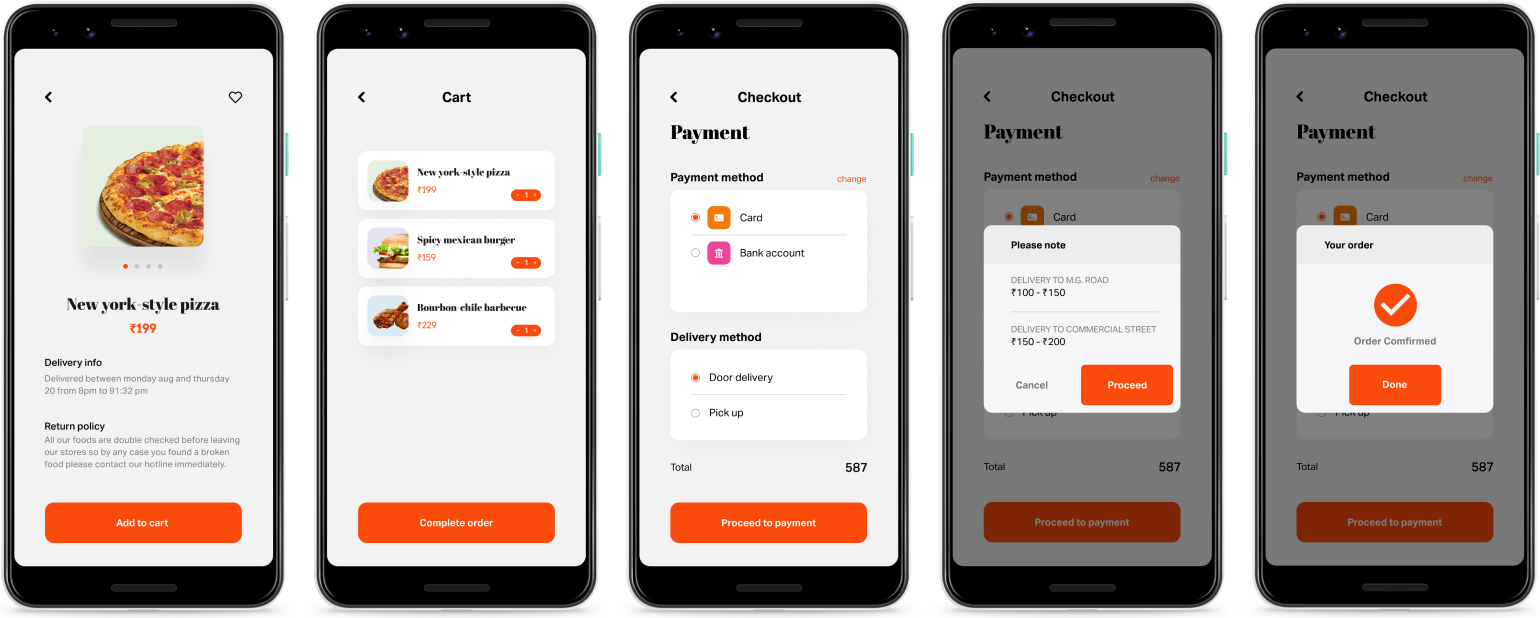 New york-style pizza
₹199
Delivery info
Delivered between monday aug and thursday
20 from 8pm to 91:32 pm
Return policy
All our foods are double checked before leaving
our stores so by any case you found a broken
food please contact our hotline immediately.
Add to cart
Cart
New york-style pizza
₹199
- 1 +
Spicy mexican burger
₹159
- 1 +
Bourbon-chile barbecue
₹229
- 1 +
Complete order
Checkout
Payment
Payment method
change
Card
Bank account
Delivery method
Door delivery
Pick up
Total
587
Proceed to payment
Checkout
Payment
Payment method
change
Card
Please note
DELIVERY TO M.G. ROAD
₹100 - ₹150
DELIVERY TO COMMERCIAL STREET
₹150 - ₹200
Cancel
Proceed
Pick up
Total
587
Proceed to payment
Checkout
Payment
Payment method
change
Card
Your order
Order Comfirmed
Done
Pick up
Total
587
Proceed to payment